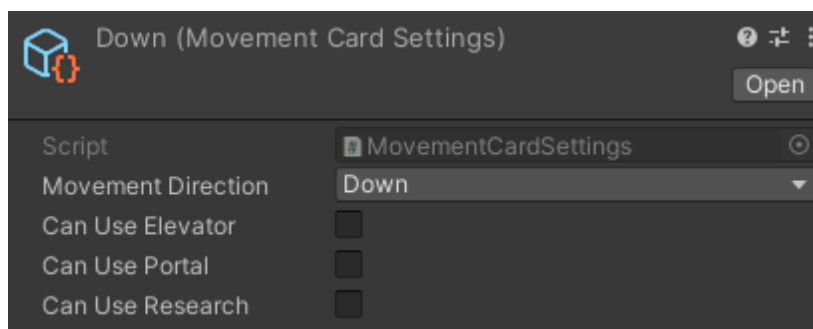 Down (Movement Card Settings)
Open
Script MovementCardSettings
Movement Direction Down
Can Use Elevator
Can Use Portal
Can Use Research